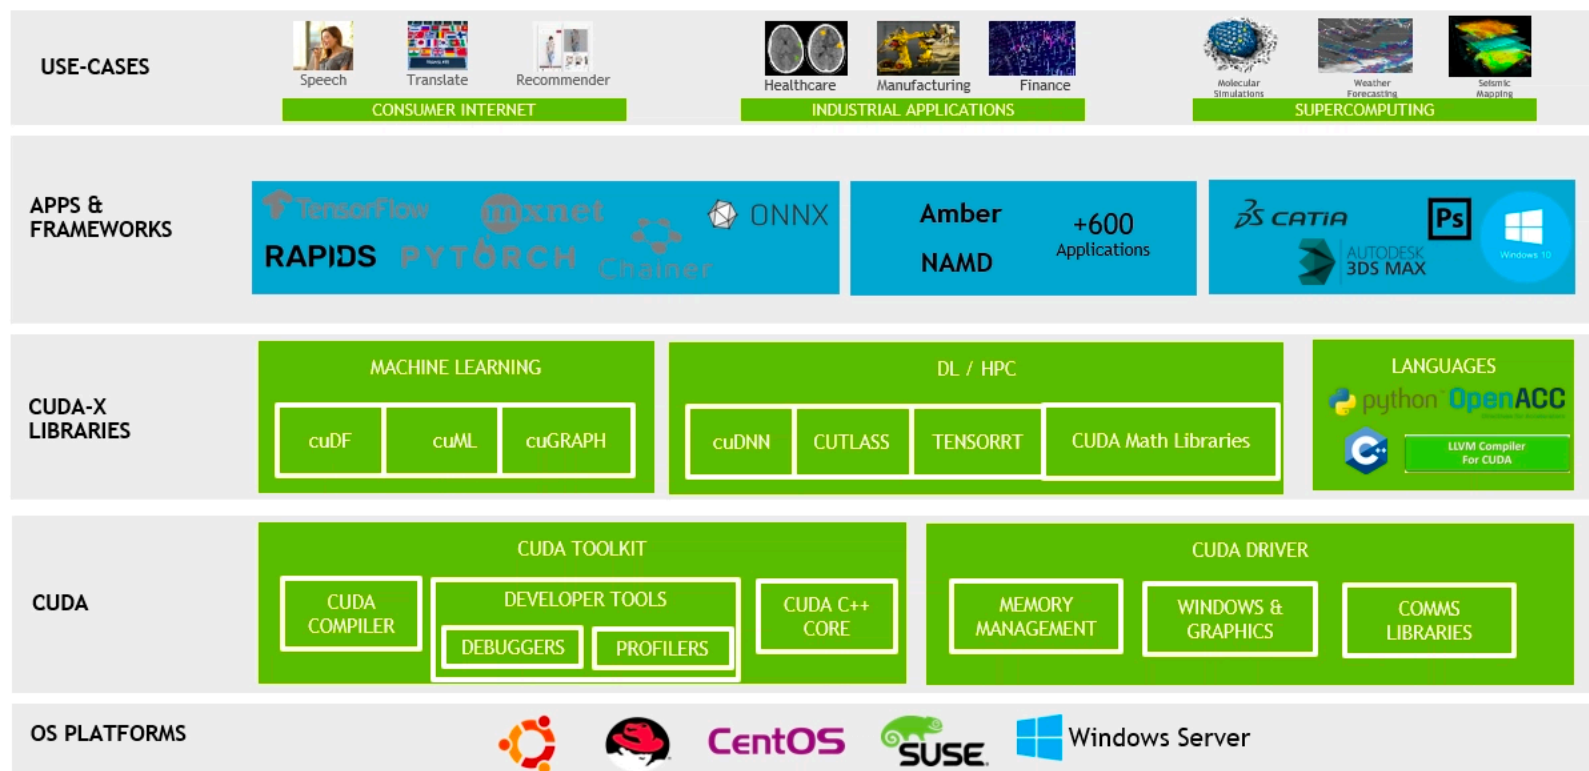 USE-CASES
Speech
Translate
Recommender
CONSUMER INTERNET
Healthcare
Manufacturing
Finance
INDUSTRIAL APPLICATIONS
Molecular
Simulations
Weather
Forecasting
Seismic
Mapping
SUPERCOMPUTING
APPS &
FRAMEWORKS
TensorFlow
mxnet
ONNX
RAPIDS
PYTORCH
Chainer
Amber
NAMD
+600
Applications
3DS CATIA
Ps
Windows 10
AUTODESK
3DS MAX
CUDA-X
LIBRARIES
MACHINE LEARNING
cuDF
cuML
cuGRAPH
DL / HPC
cuDNN
CUTLASS
TENSORRT
CUDA Math Libraries
LANGUAGES
python™
OpenACC
C++
LLVM Compiler
For CUDA
CUDA
CUDA TOOLKIT
CUDA
COMPILER
DEVELOPER TOOLS
DEBUGGERS
PROFILERS
CUDA C++
CORE
CUDA DRIVER
MEMORY
MANAGEMENT
WINDOWS &
GRAPHICS
COMMS
LIBRARIES
OS PLATFORMS
CentOS
SUSE
Windows Server